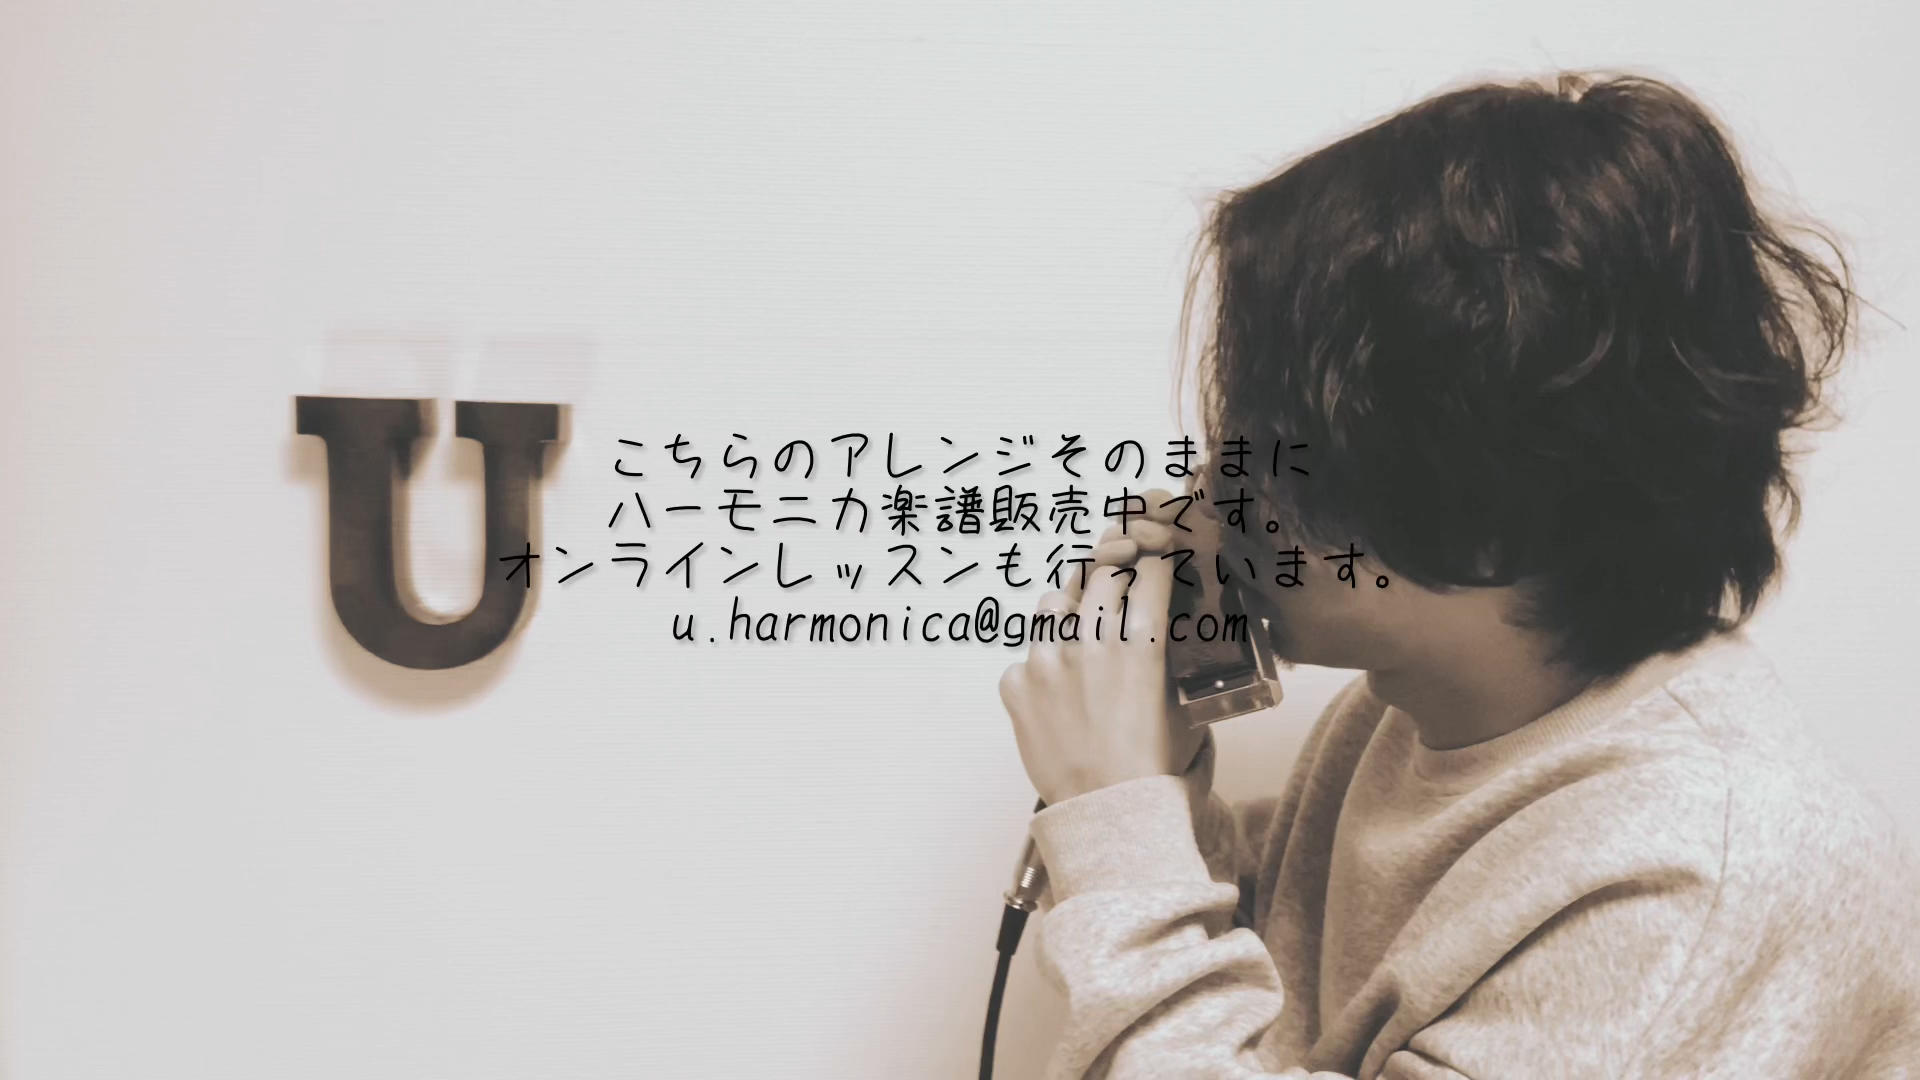 U
こちらのアレンジそのままに
ハーモニカ楽譜販売中です。
オンラインレッスンも行っています。
u.harmonica@gmail.com